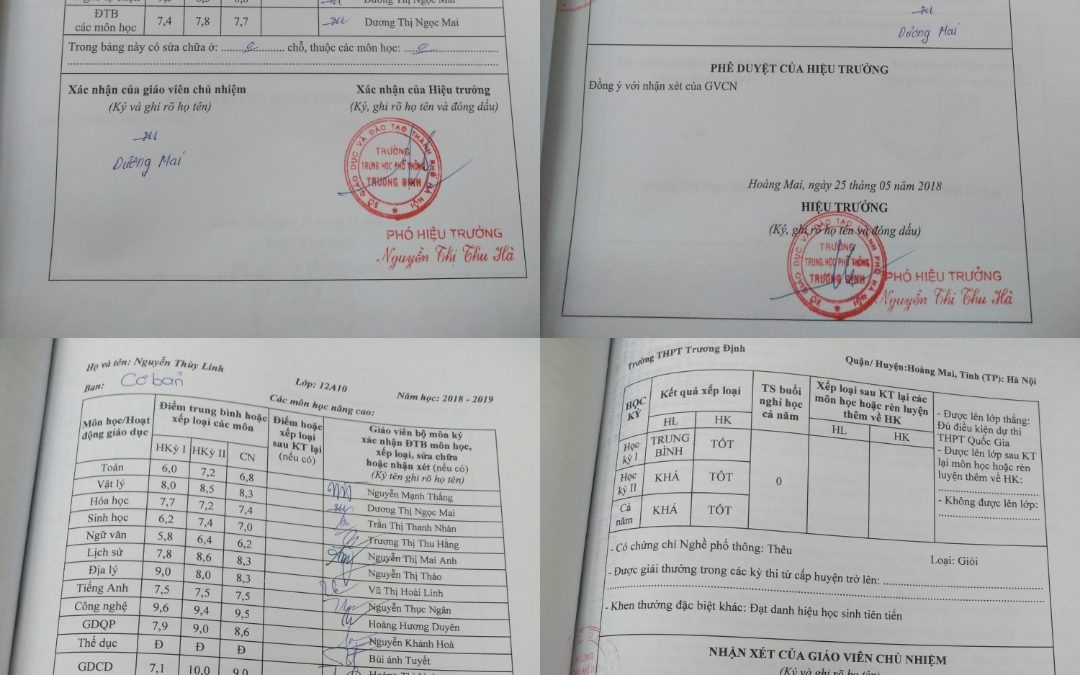 ĐTB
các môn học
7,4 7,8 7,7 Dương Thị Ngọc Mai
Trong bảng này có sửa chữa ở: ........... chỗ, thuộc các môn học: ...........
Xác nhận của giáo viên chủ nhiệm
(Ký và ghi rõ họ tên)
Dương Mai
Xác nhận của Hiệu trưởng
(Ký, ghi rõ họ tên và đóng dấu)
SỞ GIÁO DỤC VÀ ĐÀO TẠO THÀNH PHỐ HÀ NỘI
TRƯỜNG
TRUNG HỌC PHỔ THÔNG
TRƯƠNG ĐỊNH
PHÓ HIỆU TRƯỞNG
Nguyễn Thị Thu Hà
Dương Mai
PHÊ DUYỆT CỦA HIỆU TRƯỞNG
Đồng ý với nhận xét của GVCN
Hoàng Mai, ngày 25 tháng 05 năm 2018
HIỆU TRƯỞNG
(Ký, ghi rõ họ tên và đóng dấu)
SỞ GIÁO DỤC VÀ ĐÀO TẠO THÀNH PHỐ HÀ NỘI
TRƯỜNG
TRUNG HỌC PHỔ THÔNG
TRƯƠNG ĐỊNH
PHÓ HIỆU TRƯỞNG
Nguyễn Thị Thu Hà
Họ và tên: Nguyễn Thùy Linh
Ban: Cơ bản Lớp: 12A10 Năm học: 2018 - 2019
Các môn học nâng cao:
Môn học/Hoạt động giáo dục
Điểm trung bình hoặc xếp loại các môn
HKỳ I HKỳ II CN
Điểm hoặc xếp loại sau KT lại (nếu có)
Giáo viên bộ môn ký xác nhận ĐTB môn học, xếp loại, sửa chữa hoặc nhận xét (nếu có)
(Ký tên ghi rõ họ tên)
Toán 6,0 7,2 6,8 Nguyễn Mạnh Thắng
Vật lý 8,0 8,5 8,3 Dương Thị Ngọc Mai
Hóa học 7,7 7,2 7,4 Trần Thị Thanh Nhàn
Sinh học 6,2 7,4 7,0 Trương Thị Thu Hằng
Ngữ văn 5,8 6,4 6,2 Nguyễn Thị Mai Anh
Lịch sử 7,8 8,6 8,3 Nguyễn Thị Thảo
Địa lý 9,0 8,0 8,3 Vũ Thị Hoài Linh
Tiếng Anh 7,5 7,5 7,5 Nguyễn Thục Ngân
Công nghệ 9,6 9,4 9,5 Hoàng Hương Duyên
GDQP 7,9 9,0 8,6 Nguyễn Khánh Hoà
Thể dục Đ Đ Đ Bùi ánh Tuyết
GDCD 7,1 10,0 9,0
Trường THPT Trương Định Quận/ Huyện:Hoàng Mai, Tỉnh (TP): Hà Nội
HỌC KỲ
Kết quả xếp loại
HL HK
TS buổi nghỉ học cả năm
Xếp loại sau KT lại các môn học hoặc rèn luyện thêm về HK
HL HK
Học kỳ I TRUNG BÌNH TỐT
Học kỳ II KHÁ TỐT
0
Cả năm KHÁ TỐT
- Được lên lớp thẳng:
Đủ điều kiện dự thi
THPT Quốc Gia
- Được lên lớp sau KT
lại môn học hoặc rèn
luyện thêm về HK:
- Không được lên lớp:
- Có chứng chỉ Nghề phổ thông: Thêu Loại: Giỏi
- Được giải thưởng trong các kỳ thi từ cấp huyện trở lên:
- Khen thưởng đặc biệt khác: Đạt danh hiệu học sinh tiên tiến
NHẬN XÉT CỦA GIÁO VIÊN CHỦ NHIỆM
(Ký và ghi rõ họ tên)